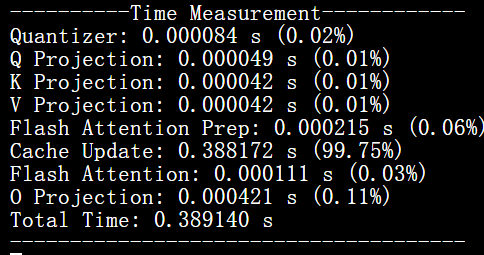 ----------Time Measurement------------
Quantizer: 0.000084 s (0.02%)
Q Projection: 0.000049 s (0.01%)
K Projection: 0.000042 s (0.01%)
V Projection: 0.000042 s (0.01%)
Flash Attention Prep: 0.000215 s (0.06%)
Cache Update: 0.388172 s (99.75%)
Flash Attention: 0.000111 s (0.03%)
O Projection: 0.000421 s (0.11%)
Total Time: 0.389140 s
--------------------------------------